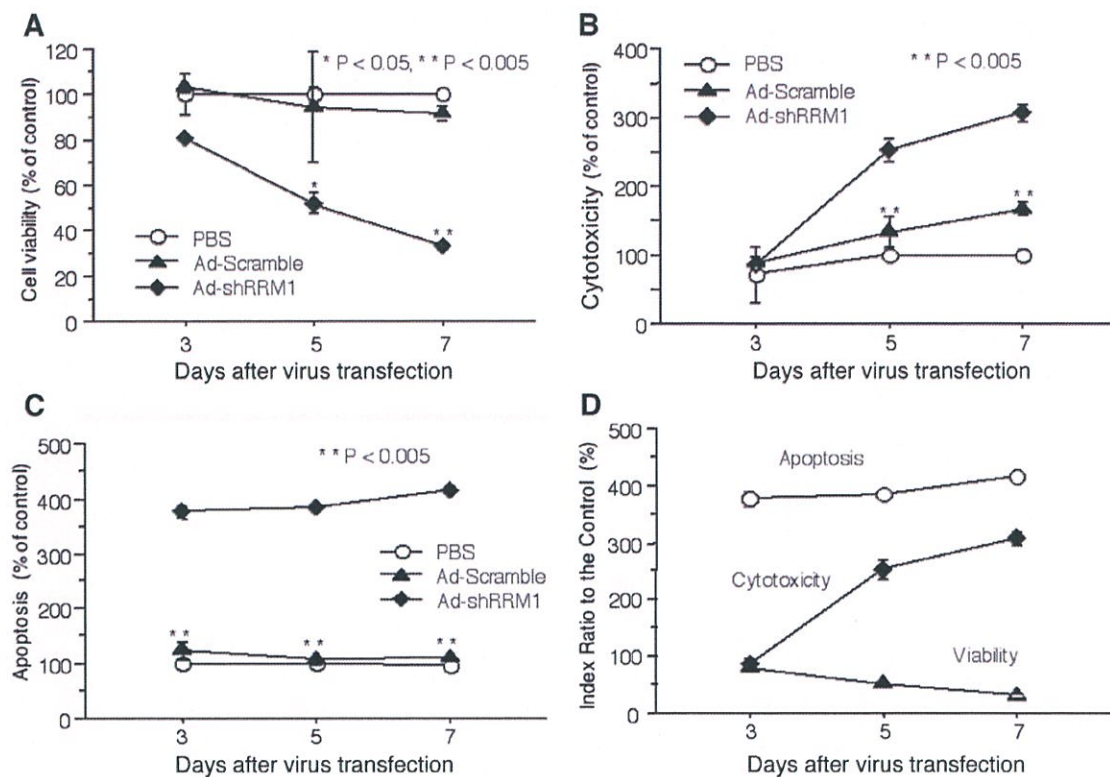 A
Cell viability (% of control)
120
100
80
60
40
20
0
* P < 0.05, ** P < 0.005
PBS
Ad-Scramble
Ad-shRRM1
3
5
7
*
**
Days after virus transfection
B
Cytotoxicity (% of control)
400
300
200
100
0
PBS
Ad-Scramble
Ad-shRRM1
** P < 0.005
**
**
3
5
7
Days after virus transfection
C
Apoptosis (% of control)
500
400
300
200
100
0
** P < 0.005
PBS
Ad-Scramble
Ad-shRRM1
**
**
**
3
5
7
Days after virus transfection
D
Index Ratio to the Control (%)
500
400
300
200
100
0
Apoptosis
Cytotoxicity
Viability
3
5
7
Days after virus transfection